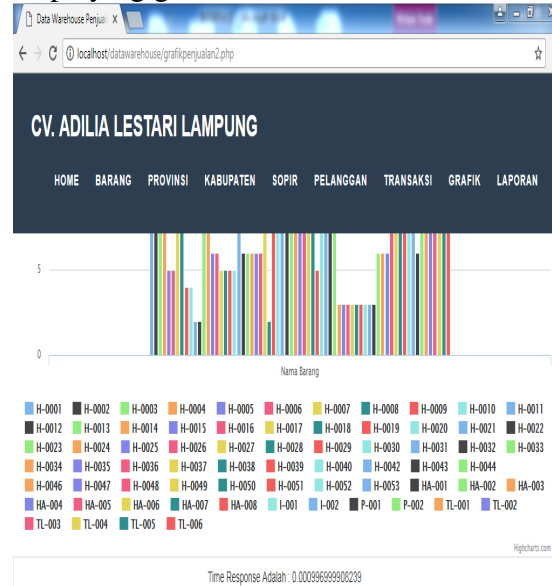 Data Warehouse Penjual
localhost/datawarehouse/grafikpenjualan2.php
CV. ADILIA LESTARI LAMPUNG
HOME BARANG PROVINSI KABUPATEN SOPIR PELANGGAN TRANSAKSI GRAFIK LAPORAN
5
0
Nama Barang
H-0001 H-0002 H-0003 H-0004 H-0005 H-0006 H-0007 H-0008 H-0009 H-0010 H-0011
H-0012 H-0013 H-0014 H-0015 H-0016 H-0017 H-0018 H-0019 H-0020 H-0021 H-0022
H-0023 H-0024 H-0025 H-0026 H-0027 H-0028 H-0029 H-0030 H-0031 H-0032 H-0033
H-0034 H-0035 H-0036 H-0037 H-0038 H-0039 H-0040 H-0042 H-0043 H-0044
H-0046 H-0047 H-0048 H-0049 H-0050 H-0051 H-0052 H-0053 HA-001 HA-002 HA-003
HA-004 HA-005 HA-006 HA-007 HA-008 I-001 I-002 P-001 P-002 TL-001 TL-002
TL-003 TL-004 TL-005 TL-006
Highcharts.com
Time Response Adalah : 0.000996999908239